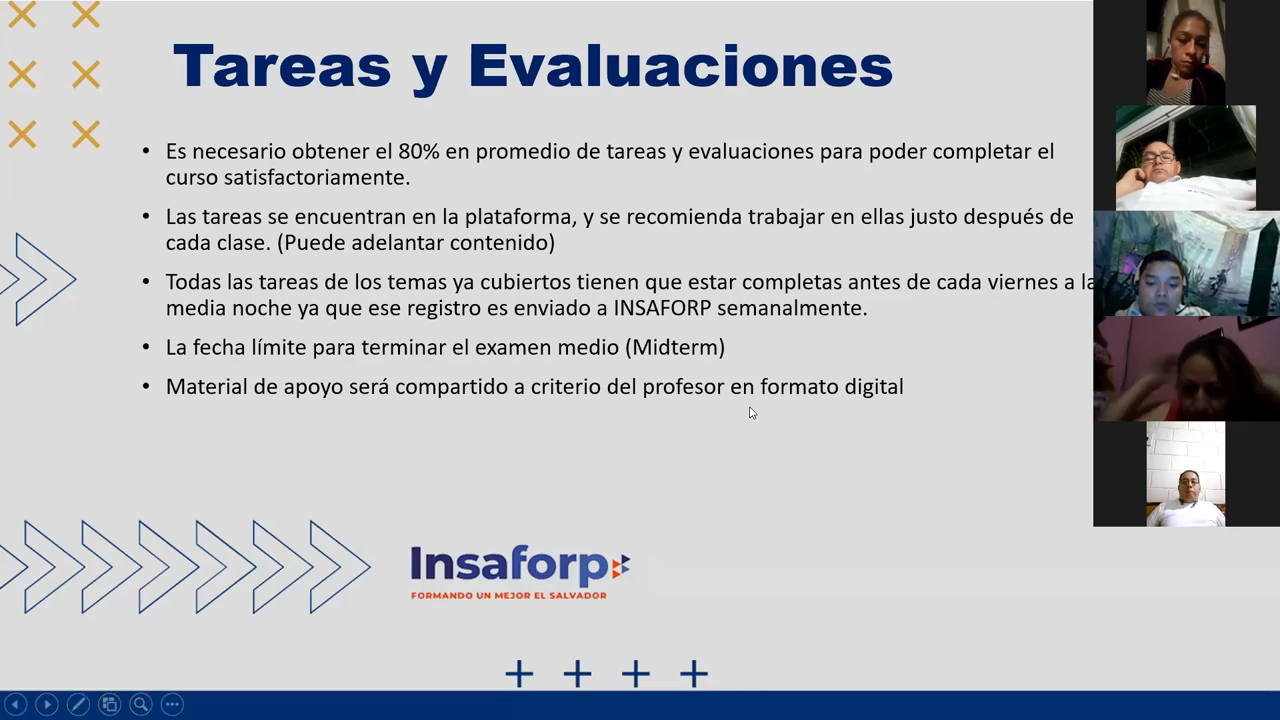 Tareas y Evaluaciones
• Es necesario obtener el 80% en promedio de tareas y evaluaciones para poder completar el
curso satisfactoriamente.
• Las tareas se encuentran en la plataforma, y se recomienda trabajar en ellas justo después de
cada clase. (Puede adelantar contenido)
• Todas las tareas de los temas ya cubiertos tienen que estar completas antes de cada viernes a la
media noche ya que ese registro es enviado a INSAFORP semanalmente.
• La fecha límite para terminar el examen medio (Midterm)
• Material de apoyo será compartido a criterio del profesor en formato digital
Insaforp
FORMANDO UN MEJOR EL SALVADOR